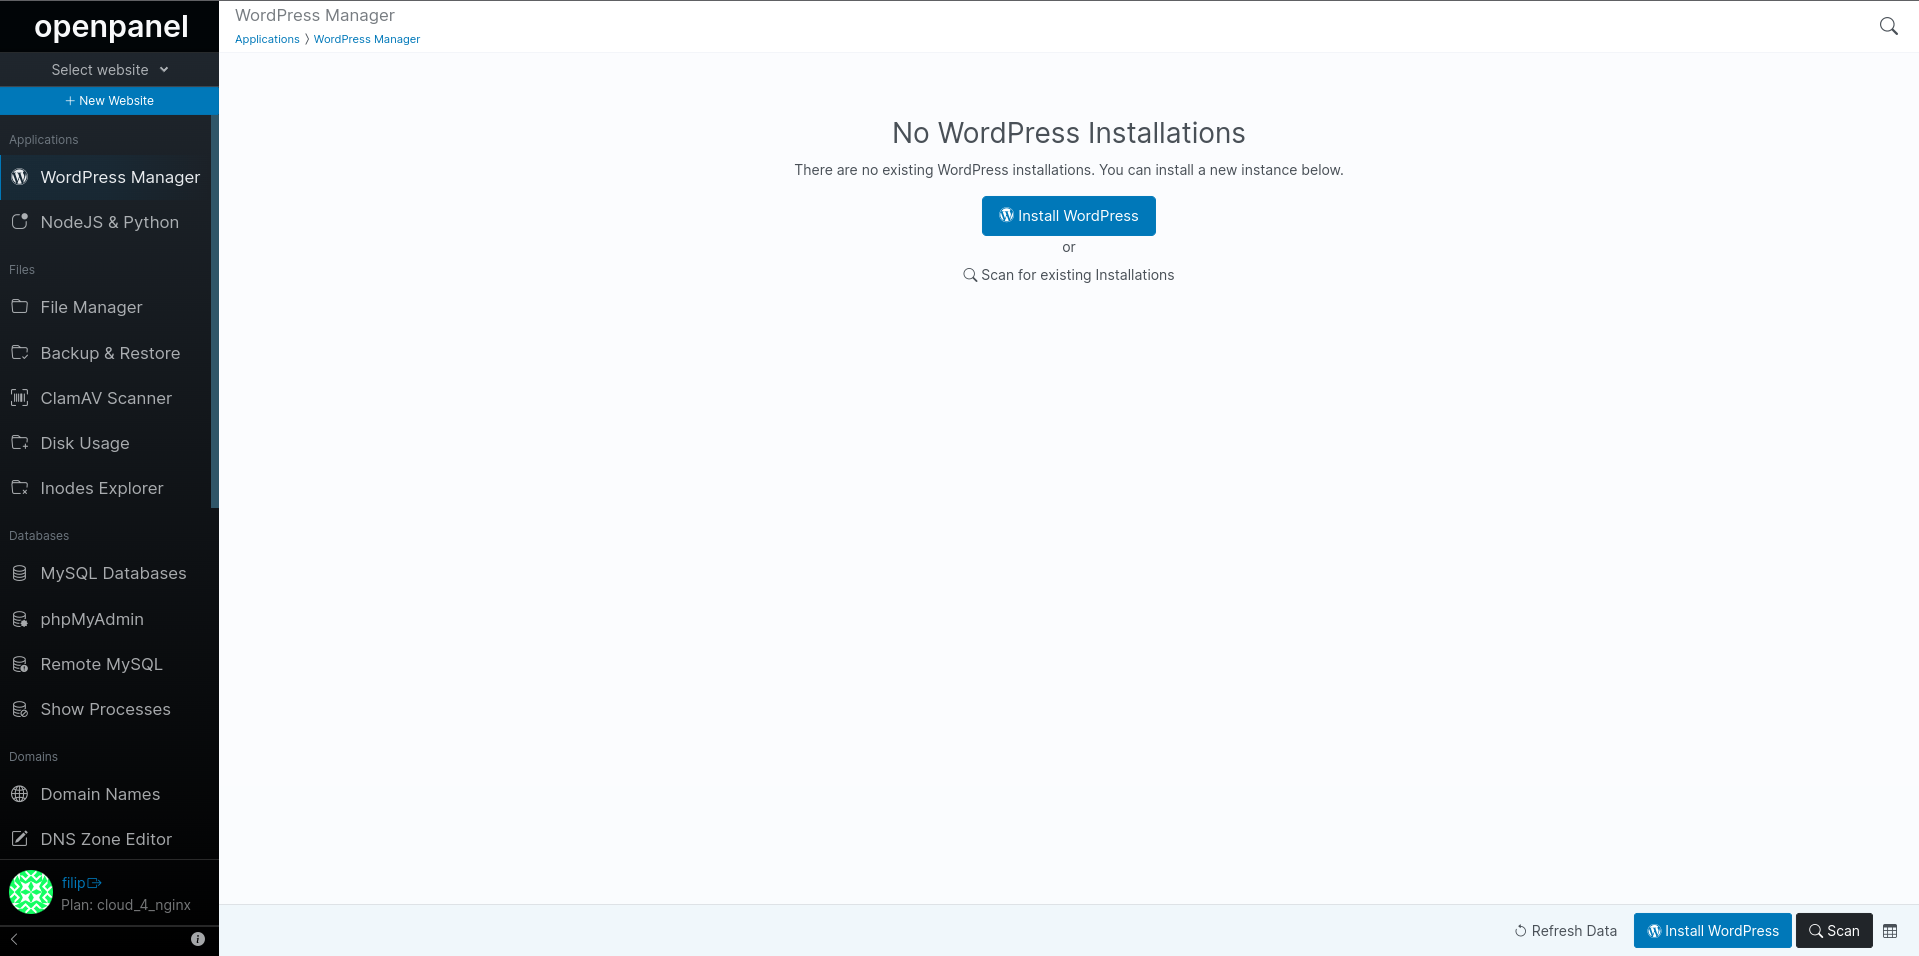 openpanel
Select website
+ New Website
Applications
WordPress Manager
NodeJS & Python
Files
File Manager
Backup & Restore
ClamAV Scanner
Disk Usage
Inodes Explorer
Databases
MySQL Databases
phpMyAdmin
Remote MySQL
Show Processes
Domains
Domain Names
DNS Zone Editor
filip
Plan: cloud_4_nginx
WordPress Manager
Applications 〉 WordPress Manager
No WordPress Installations
There are no existing WordPress installations. You can install a new instance below.
Install WordPress
or
Scan for existing Installations
Refresh Data
Install WordPress
Scan